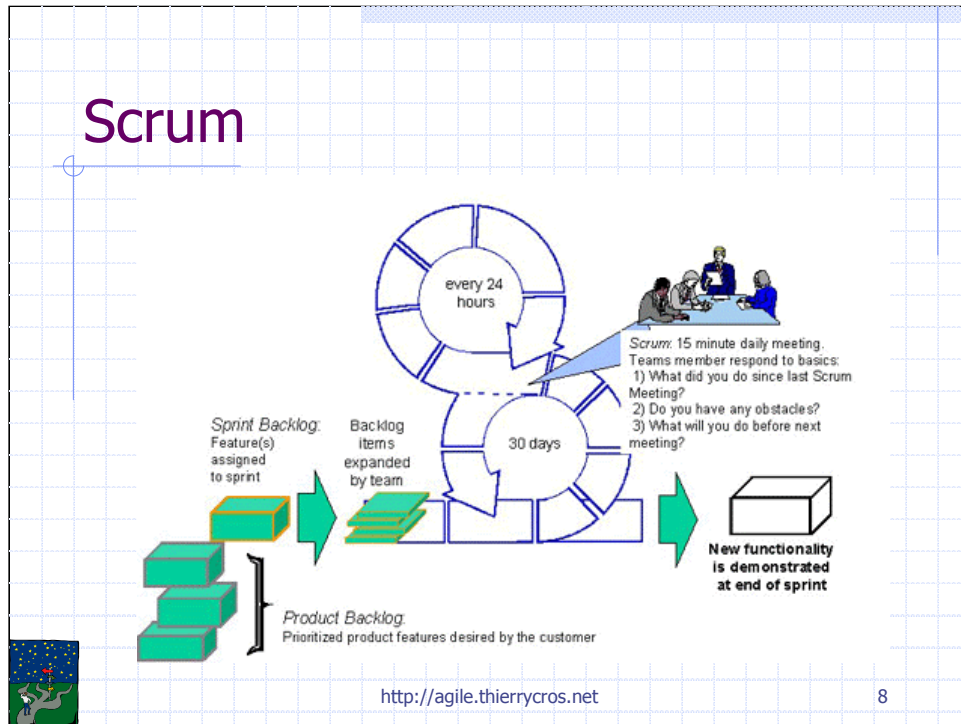 Scrum
every 24
hours
Scrum: 15 minute daily meeting.
Teams member respond to basics:
1) What did you do since last Scrum
Meeting?
2) Do you have any obstacles?
3) What will you do before next
meeting?
30 days
Sprint Backlog:
Feature(s)
assigned
to sprint
Backlog
items
expanded
by team
New functionality
is demonstrated
at end of sprint
Product Backlog:
Prioritized product features desired by the customer
http://agile.thierrycros.net
8